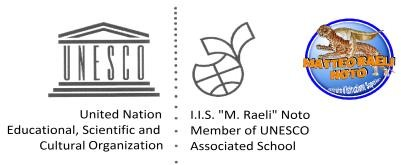 UNESCO
United Nation
Educational, Scientific and
Cultural Organization
I.I.S. "M. Raeli" Noto
Member of UNESCO
Associated School
MATTEO RAELI
NOTO